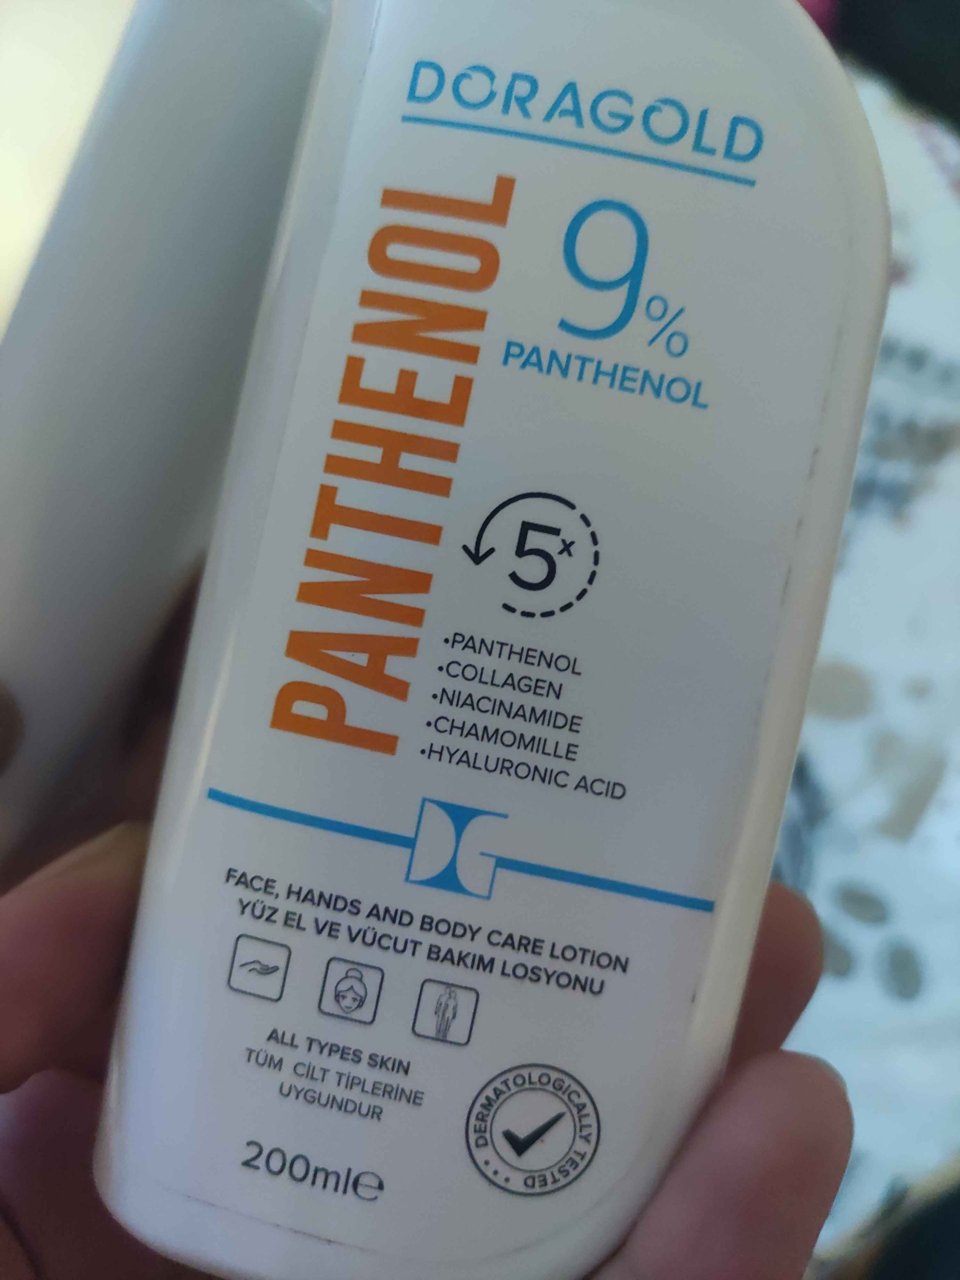 DORAGOLD
PANTHENOL
9%
PANTHENOL
5x
•PANTHENOL
•COLLAGEN
•NIACINAMIDE
•CHAMOMILLE
•HYALURONIC ACID
DG
FACE, HANDS AND BODY CARE LOTION
YÜZ EL VE VÜCUT BAKIM LOSYONU
ALL TYPES SKIN
TÜM CİLT TİPLERİNE
UYGUNDUR
DERMATOLOGICALLY TESTED
200ml℮